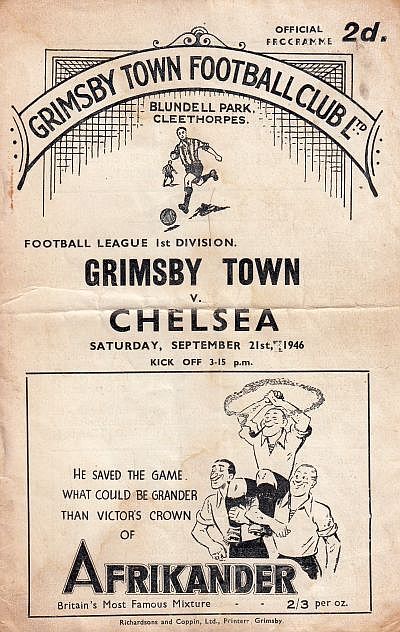 OFFICIAL
PROGRAMME 2d.
GRIMSBY TOWN FOOTBALL CLUB LTD
BLUNDELL PARK
CLEETHORPES.
FOOTBALL LEAGUE 1st DIVISION.
GRIMSBY TOWN
V.
CHELSEA
SATURDAY, SEPTEMBER 21st, 1946
KICK OFF 3-15 p.m.
HE SAVED THE GAME.
WHAT COULD BE GRANDER
THAN VICTOR'S CROWN
OF
AFRIKANDER
Britain's Most Famous Mixture - - 2/3 per oz.
Richardsons and Coppin, Ltd., Printerr Grimsby.